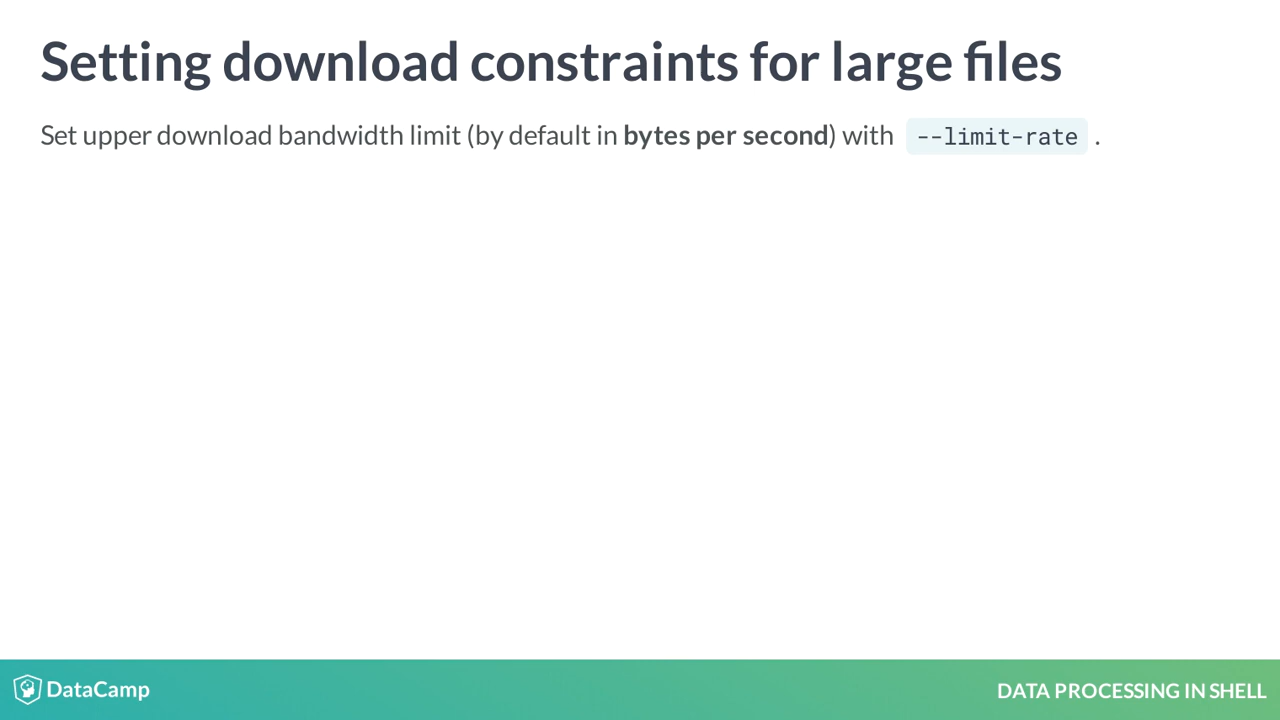 Setting download constraints for large files
Set upper download bandwidth limit (by default in bytes per second) with --limit-rate .
DataCamp
DATA PROCESSING IN SHELL